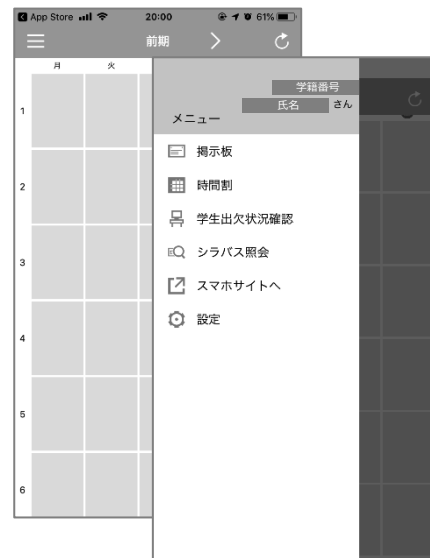 App Store 20:00 61%
前期
月 火
1
2
3
4
5
6
学籍番号
氏名 さん
メニュー
掲示板
時間割
学生出欠状況確認
シラバス照会
スマホサイトへ
設定